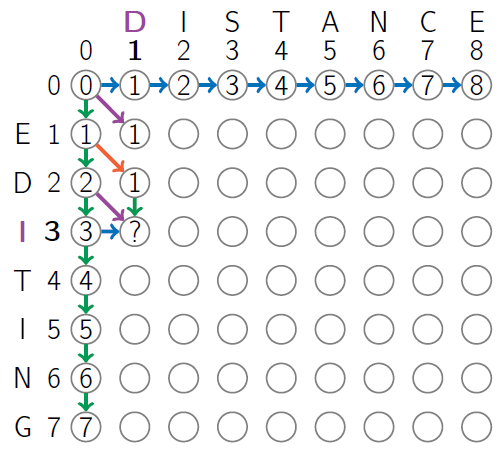 D I S T A N C E
0 1 2 3 4 5 6 7 8
0 0 1 2 3 4 5 6 7 8
E 1 1 1
D 2 2 1
I 3 3 ?
T 4 4
I 5 5
N 6 6
G 7 7